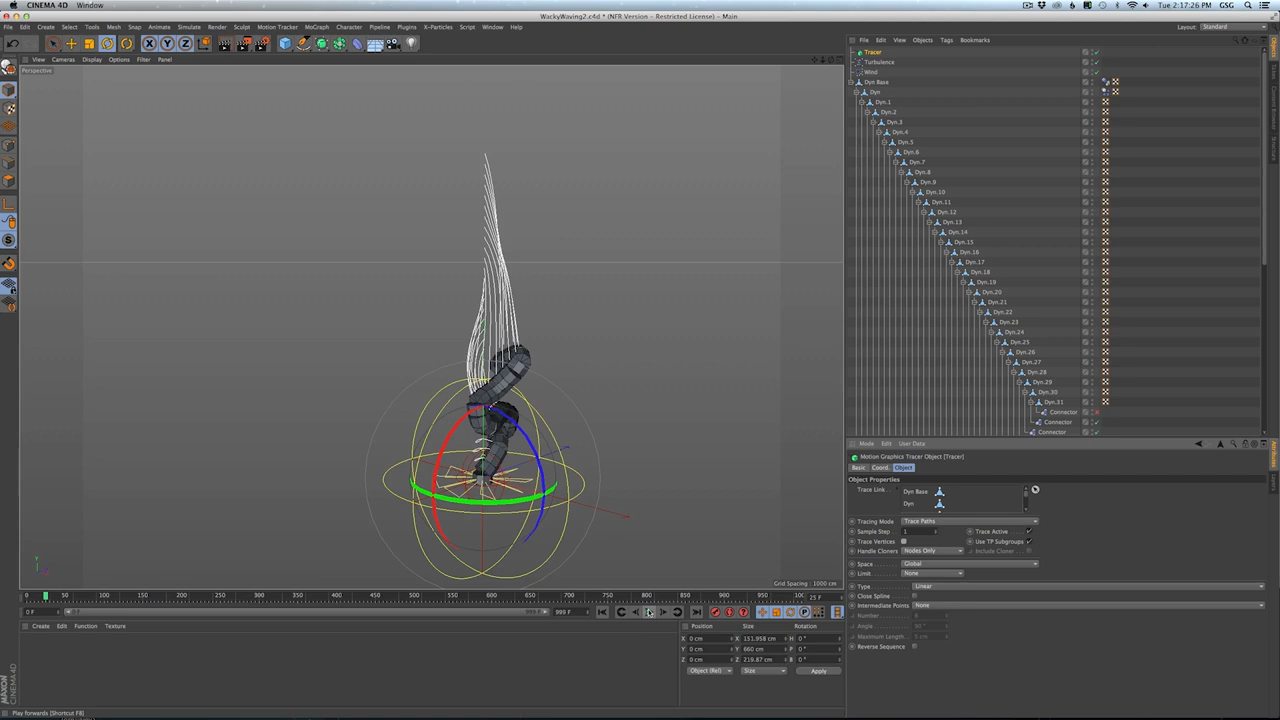 CINEMA 4D Window
Tue 2:17:26 PM GSG
WackyWaving2.c4d * (NFR Version - Restricted License) - Main
File Edit Create Select Tools Mesh Snap Animate Simulate Render Sculpt Motion Tracker MoGraph Character Pipeline Plugins X-Particles Script Window Help
Layout: Standard
View Cameras Display Options Filter Panel
Perspective
Grid Spacing : 1000 cm
File Edit View Objects Tags Bookmarks
Tracer
Turbulence
Wind
Dyn Base
Dyn
Dyn.1
Dyn.2
Dyn.3
Dyn.4
Dyn.5
Dyn.6
Dyn.7
Dyn.8
Dyn.9
Dyn.10
Dyn.11
Dyn.12
Dyn.13
Dyn.14
Dyn.15
Dyn.16
Dyn.17
Dyn.18
Dyn.19
Dyn.20
Dyn.21
Dyn.22
Dyn.23
Dyn.24
Dyn.25
Dyn.26
Dyn.27
Dyn.28
Dyn.29
Dyn.30
Dyn.31
Connector
Connector
Connector
Mode Edit User Data
Motion Graphics Tracer Object [Tracer]
Basic Coord. Object
Object Properties
Trace Link Dyn Base
Dyn
Tracing Mode Trace Paths
Sample Step 1 Trace Active
Trace Vertices Use TP Subgroups
Handle Cloners Nodes Only Include Cloner
Space Global
Limit None
Type Linear
Close Spline
Intermediate Points None
Number
Angle
Maximum Length
Reverse Sequence
0 50 100 150 200 250 300 350 400 450 500 550 600 650 700 750 800 850 900 950 100 25 F
0 F 0 F 999 F 999 F
Create Edit Function Texture
Position Size Rotation
X 0 cm X 151.958 cm H 0 °
Y 0 cm Y 660 cm P 0 °
Z 0 cm Z 219.87 cm B 0 °
Object (Rel) Size Apply
MAXON
CINEMA 4D
Play forwards [Shortcut F8]